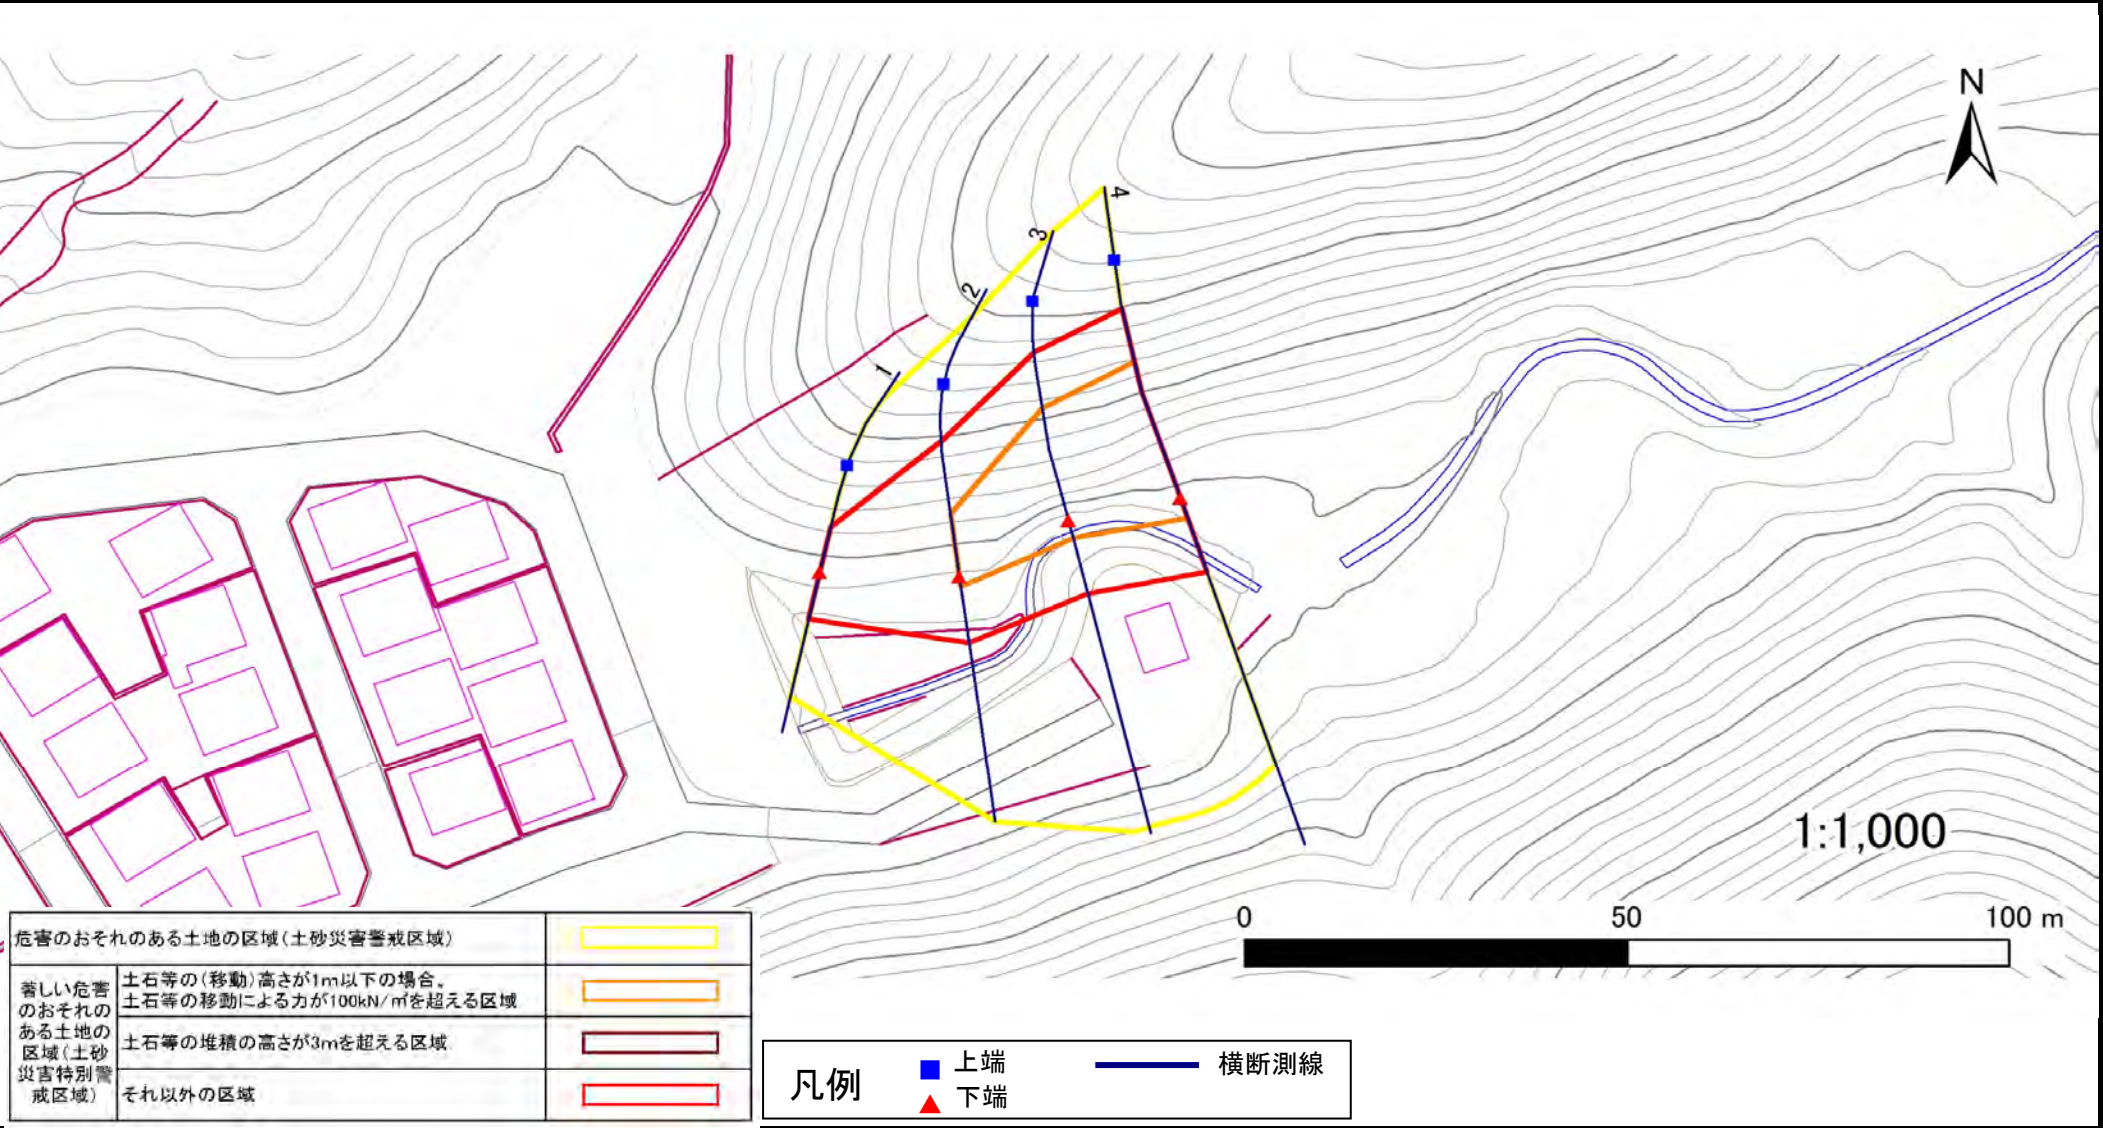 N
4
3
2
1
1:1,000
0 50 100 m
危害のおそれのある土地の区域(土砂災害警戒区域)
著しい危害
のおそれの
ある土地の
区域(土砂
災害特別警
戒区域)
土石等の(移動)高さが1m以下の場合、
土石等の移動による力が100kN/㎡を超える区域
土石等の堆積の高さが3mを超える区域
それ以外の区域
凡例
上端
下端
横断測線